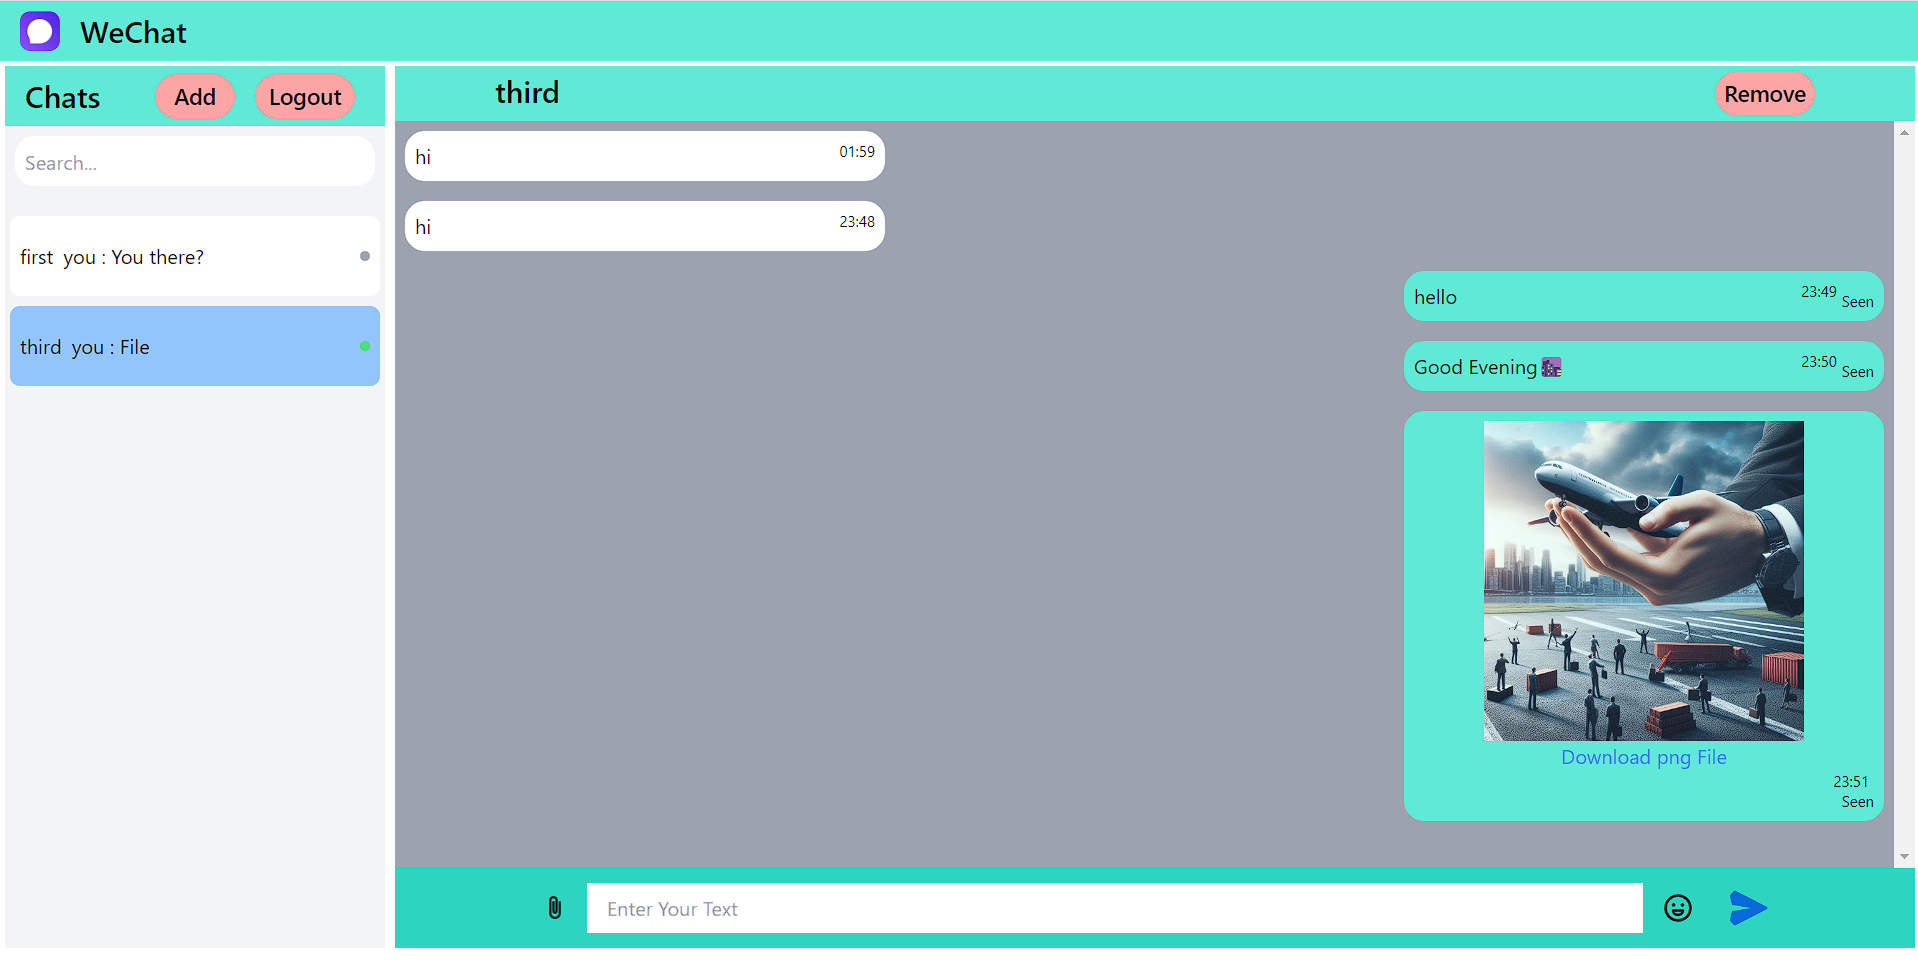 WeChat
Chats
Add
Logout
Search...
first you : You there?
third you : File
third
Remove
hi
01:59
hi
23:48
hello
23:49
Seen
Good Evening🌆
23:50
Seen
Download png File
23:51
Seen
Enter Your Text